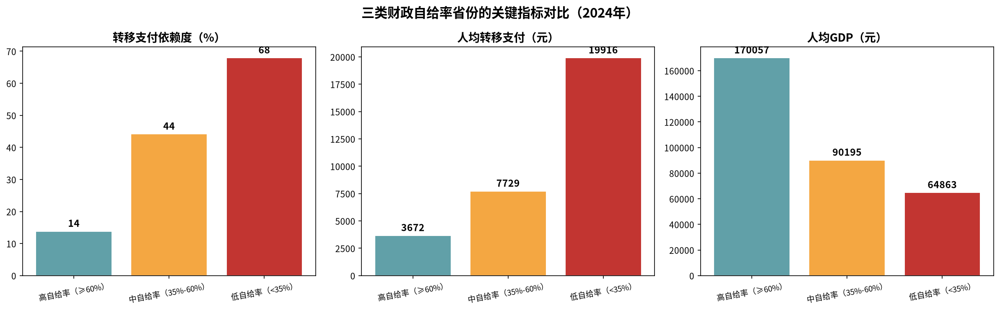 三类财政自给率省份的关键指标对比（2024年）
转移支付依赖度（%）
70
60
50
40
30
20
10
0
14
44
68
高自给率（≥60%）
中自给率（35%-60%）
低自给率（<35%）
人均转移支付（元）
20000
17500
15000
12500
10000
7500
5000
2500
0
3672
7729
19916
高自给率（≥60%）
中自给率（35%-60%）
低自给率（<35%）
人均GDP（元）
160000
140000
120000
100000
80000
60000
40000
20000
0
170057
90195
64863
高自给率（≥60%）
中自给率（35%-60%）
低自给率（<35%）